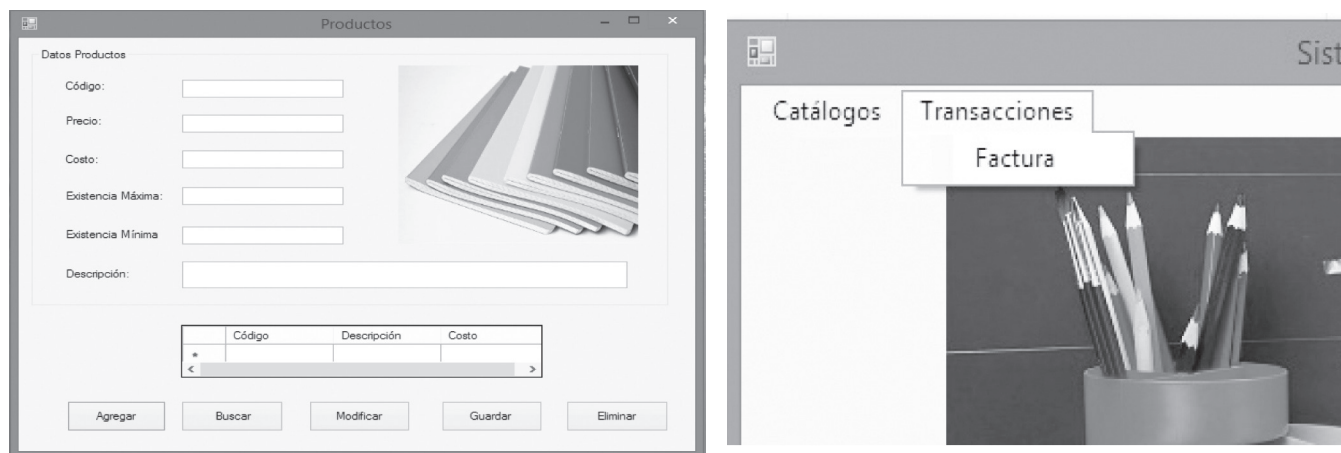 Productos
Datos Productos
Código:
Precio:
Costo:
Existencia Máxima:
Existencia Mínima
Descripción:
Código Descripción Costo
*
Agregar Buscar Modificar Guardar Eliminar
Sist
Catálogos Transacciones
Factura